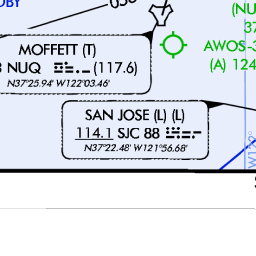 OBY
050
(NU
37
AWOS-3
(A) 124
MOFFETT (T)
NUQ (117.6)
N37°25.94' W122°03.46'
SAN JOSE (L) (L)
114.1 SJC 88
N37°22.48' W121°56.68'